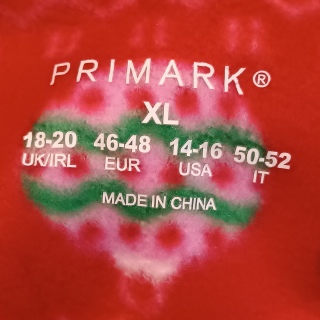 PRIMARK®
XL
18-20 46-48 14-16 50-52
UK/IRL EUR USA IT
MADE IN CHINA